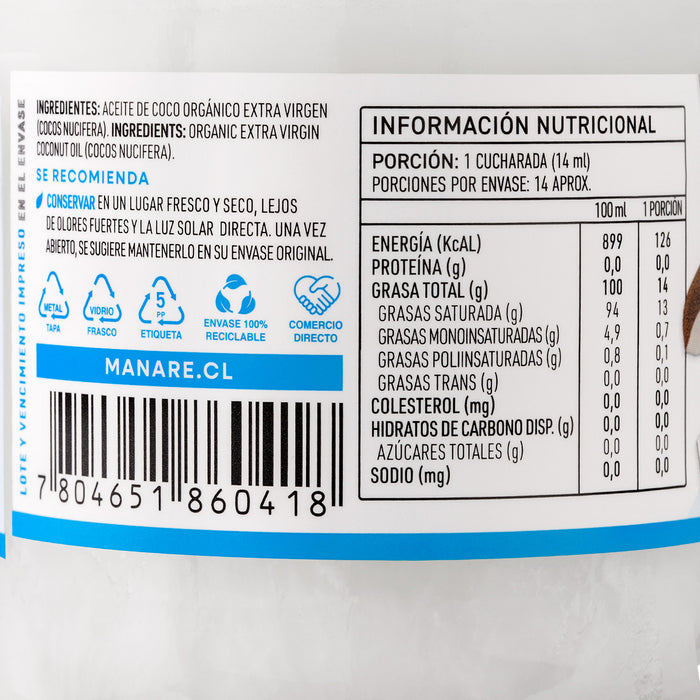 LOTE Y VENCIMIENTO IMPRESO EN EL ENVASE
INGREDIENTES: ACEITE DE COCO ORGÁNICO EXTRA VIRGEN
(COCOS NUCIFERA). INGREDIENTS: ORGANIC EXTRA VIRGIN
COCONUT OIL (COCOS NUCIFERA).
SE RECOMIENDA
CONSERVAR EN UN LUGAR FRESCO Y SECO, LEJOS
DE OLORES FUERTES Y LA LUZ SOLAR DIRECTA. UNA VEZ
ABIERTO, SE SUGIERE MANTENERLO EN SU ENVASE ORIGINAL.
METAL
TAPA
VIDRIO
FRASCO
5
PP
ETIQUETA
ENVASE 100%
RECICLABLE
COMERCIO
DIRECTO
MANARE.CL
7 804651 860418
INFORMACIÓN NUTRICIONAL
PORCIÓN: 1 CUCHARADA (14 ml)
PORCIONES POR ENVASE: 14 APROX.
100 ml 1 PORCIÓN
ENERGÍA (KcAL) 899 126
PROTEÍNA (g) 0,0 0,0
GRASA TOTAL (g) 100 14
GRASAS SATURADA (g) 94 13
GRASAS MONOINSATURADAS (g) 4,9 0,7
GRASAS POLIINSATURADAS (g) 0,8 0,1
GRASAS TRANS (g) 0,0 0,0
COLESTEROL (mg) 0,0 0,0
HIDRATOS DE CARBONO DISP. (g) 0,0 0,0
AZÚCARES TOTALES (g) 0,0 0,0
SODIO (mg) 0,0 0,0